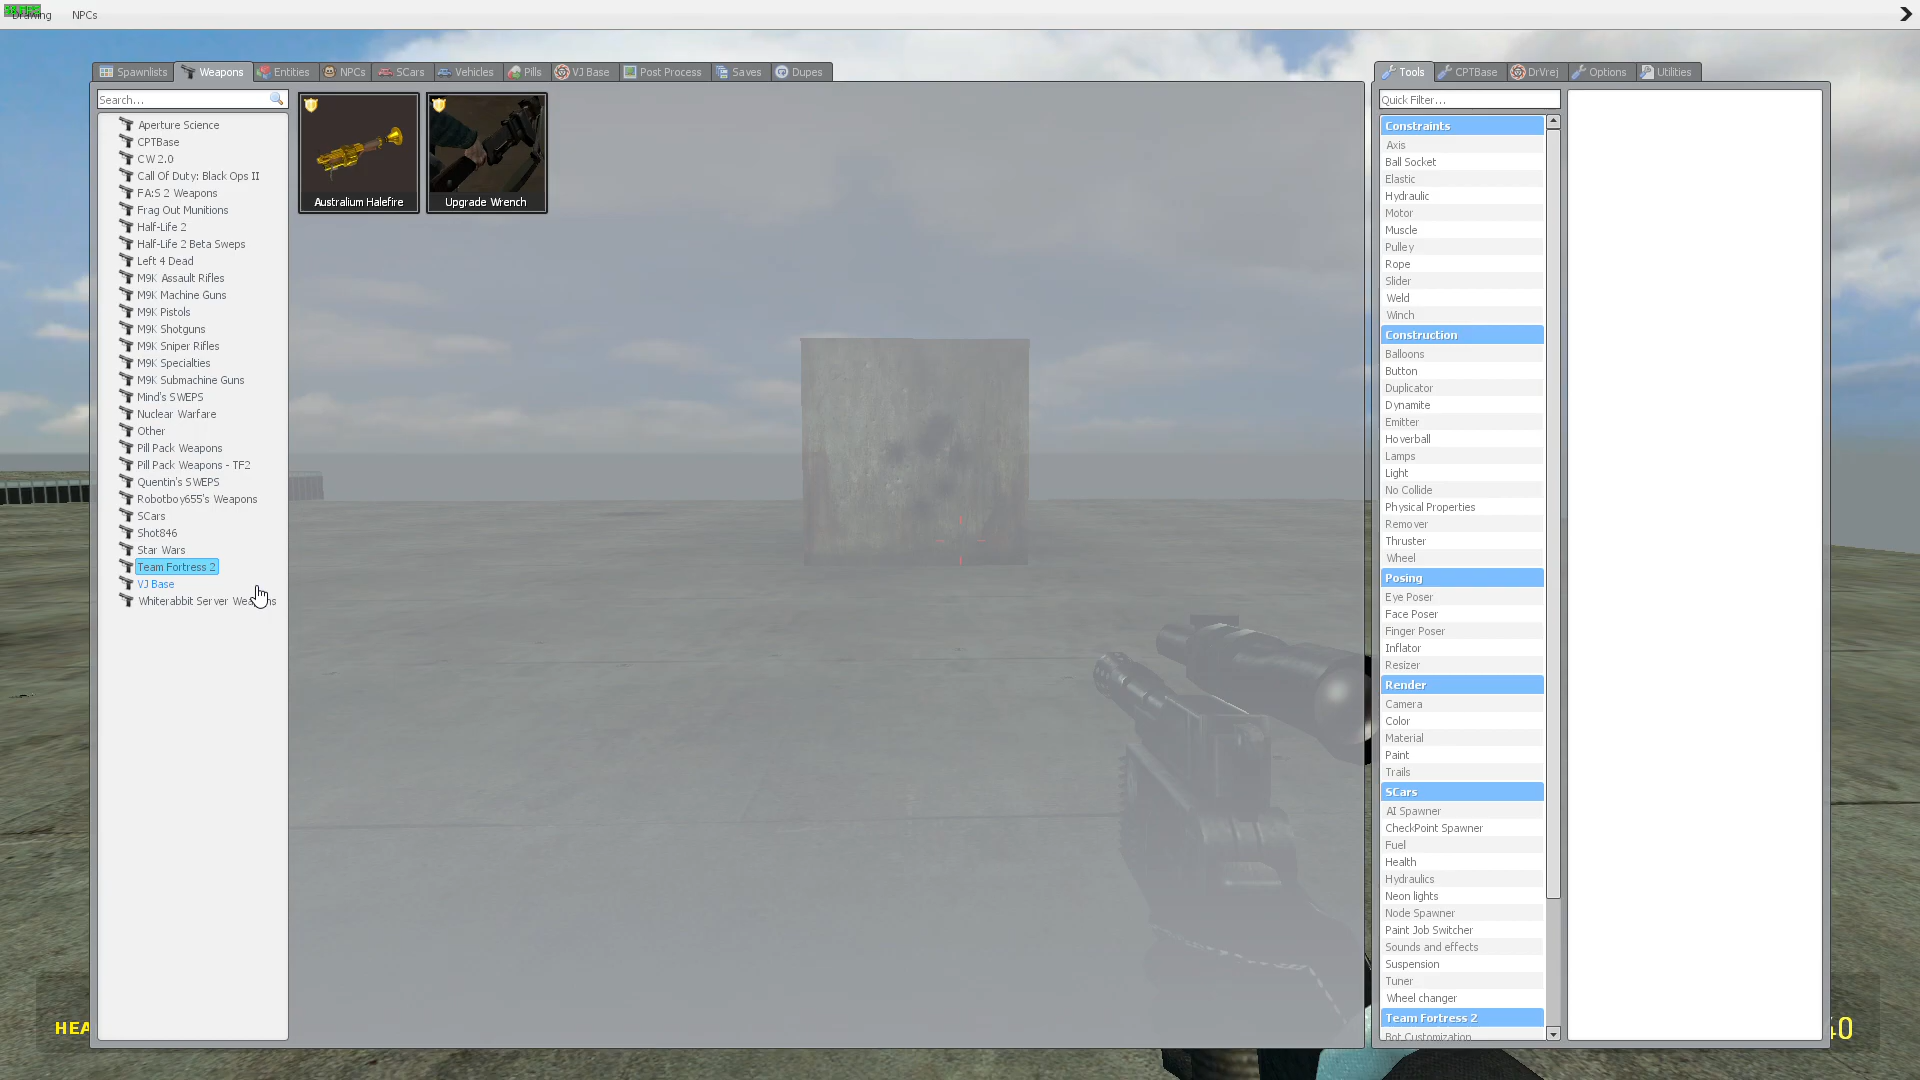 Drawing NPCs
Spawnlists Weapons Entities NPCs SCars Vehicles Pills VJ Base Post Process Saves Dupes
Search...
Aperture Science
CPTBase
CW 2.0
Call Of Duty: Black Ops II
FA:S 2 Weapons
Frag Out Munitions
Half-Life 2
Half-Life 2 Beta Sweps
Left 4 Dead
M9K Assault Rifles
M9K Machine Guns
M9K Pistols
M9K Shotguns
M9K Sniper Rifles
M9K Specialties
M9K Submachine Guns
Mind's SWEPS
Nuclear Warfare
Other
Pill Pack Weapons
Pill Pack Weapons - TF2
Quentin's SWEPS
Robotboy655's Weapons
SCars
Shot846
Star Wars
Team Fortress 2
VJ Base
Whiterabbit Server Weapons
Australium Halefire
Upgrade Wrench
Tools CPTBase DrVrej Options Utilities
Quick Filter...
Constraints
Axis
Ball Socket
Elastic
Hydraulic
Motor
Muscle
Pulley
Rope
Slider
Weld
Winch
Construction
Balloons
Button
Duplicator
Dynamite
Emitter
Hoverball
Lamps
Light
No Collide
Physical Properties
Remover
Thruster
Wheel
Posing
Eye Poser
Face Poser
Finger Poser
Inflator
Resizer
Render
Camera
Color
Material
Paint
Trails
SCars
AI Spawner
CheckPoint Spawner
Fuel
Health
Hydraulics
Neon lights
Node Spawner
Paint Job Switcher
Sounds and effects
Suspension
Tuner
Wheel changer
Team Fortress 2
Bot Customization
HEA
40